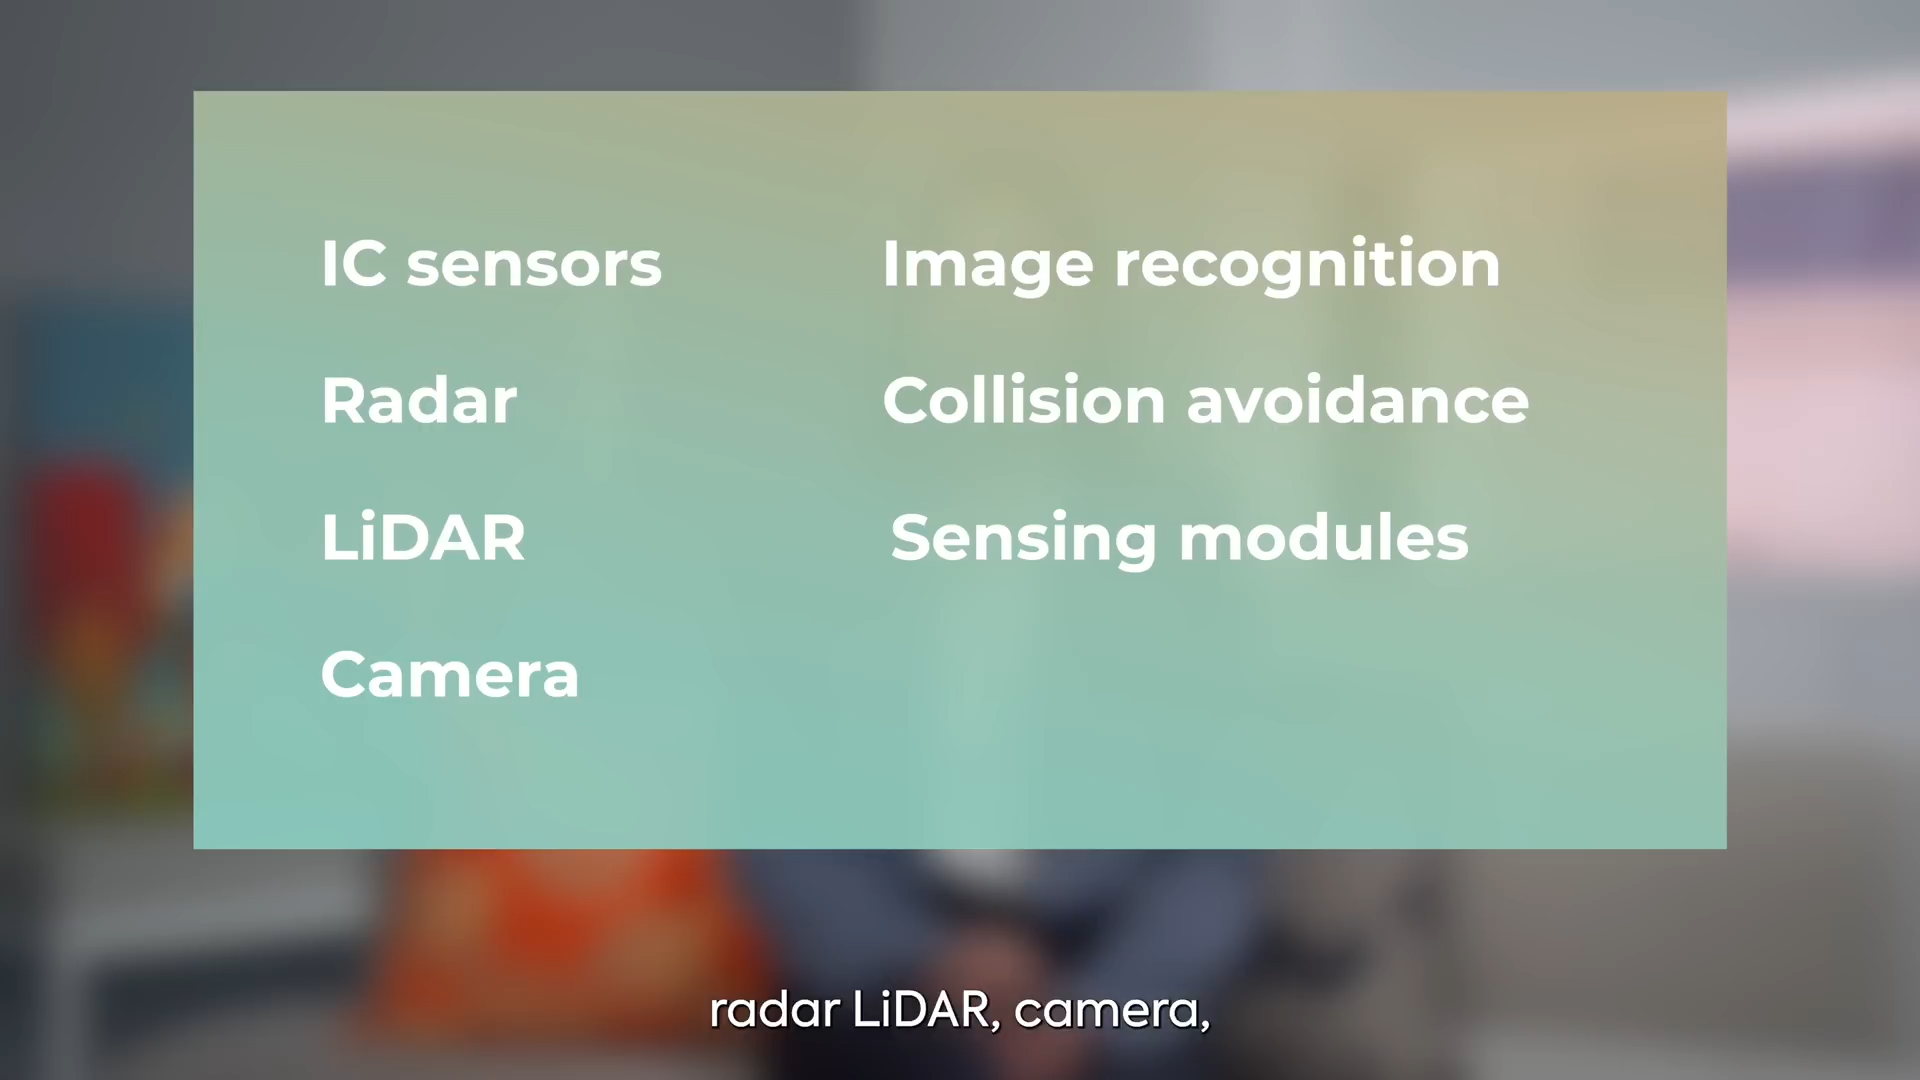 IC sensors
Radar
LiDAR
Camera
Image recognition
Collision avoidance
Sensing modules
radar LiDAR, camera,